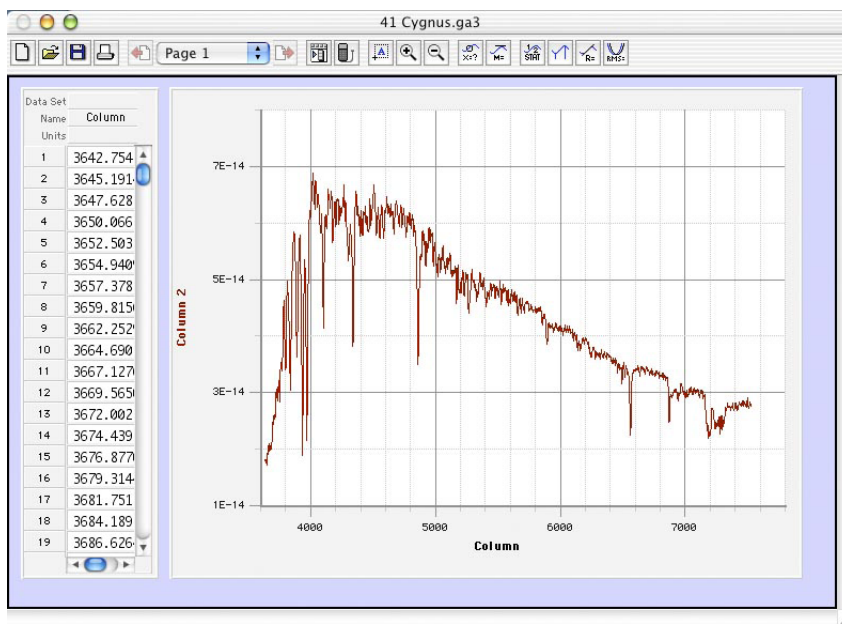 41 Cygnus.ga3
Page 1
A
X=?
M=
STAT
R=
RMS=
Data Set
Name Column
Units
1 3642.754
2 3645.191
3 3647.628
4 3650.066
5 3652.503
6 3654.940
7 3657.378
8 3659.815
9 3662.252
10 3664.690
11 3667.127
12 3669.565
13 3672.002
14 3674.439
15 3676.877
16 3679.314
17 3681.751
18 3684.189
19 3686.626
Column 2
7E-14
5E-14
3E-14
1E-14
4000 5000 6000 7000
Column